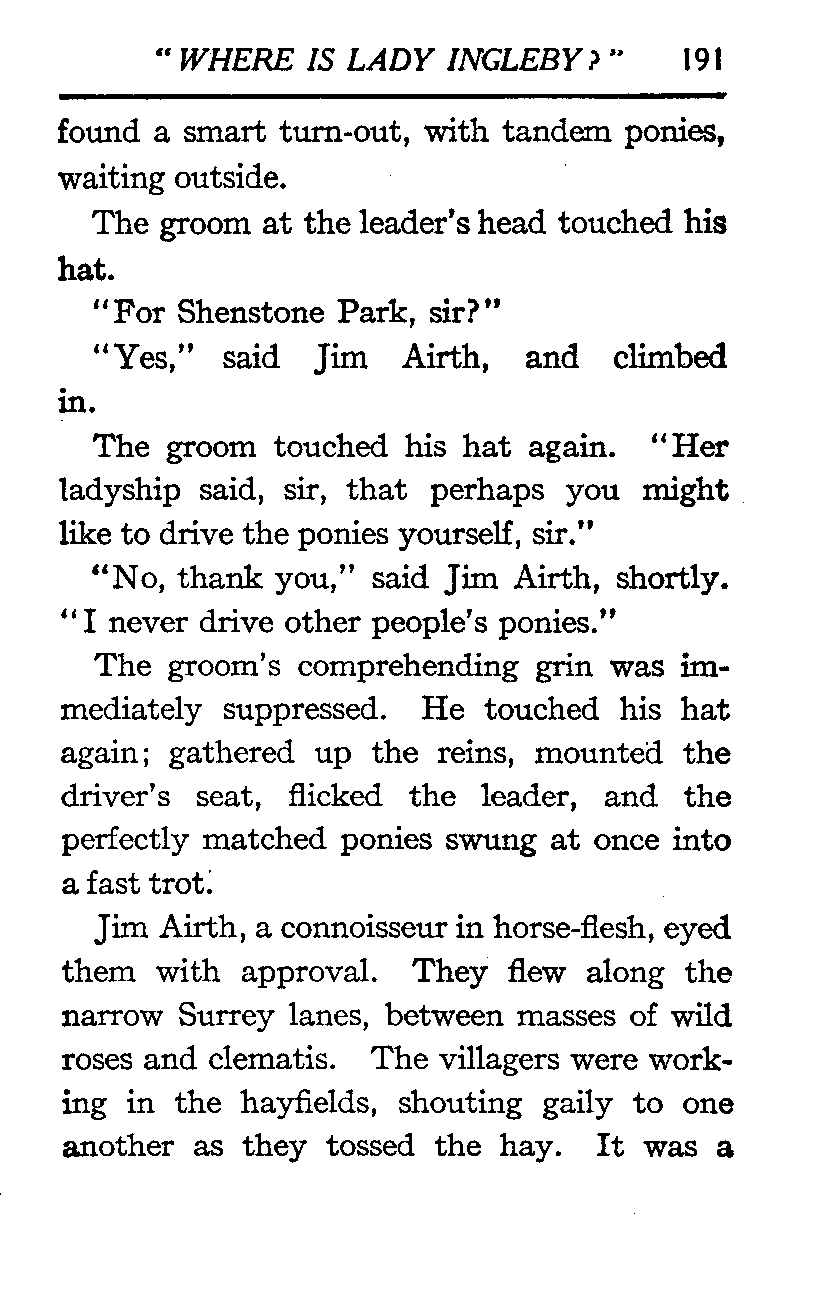 “WHERE IS LADY INGLEBY?” 191
found a smart turn-out, with tandem ponies,
waiting outside.
The groom at the leader’s head touched his
hat.
“For Shenstone Park, sir?”
“Yes,” said Jim Airth, and climbed
in.
The groom touched his hat again. “Her
ladyship said, sir, that perhaps you might
like to drive the ponies yourself, sir.”
“No, thank you,” said Jim Airth, shortly.
“I never drive other people’s ponies.”
The groom’s comprehending grin was im-
mediately suppressed. He touched his hat
again; gathered up the reins, mounted the
driver’s seat, flicked the leader, and the
perfectly matched ponies swung at once into
a fast trot.
Jim Airth, a connoisseur in horse-flesh, eyed
them with approval. They flew along the
narrow Surrey lanes, between masses of wild
roses and clematis. The villagers were work-
ing in the hayfields, shouting gaily to one
another as they tossed the hay. It was a